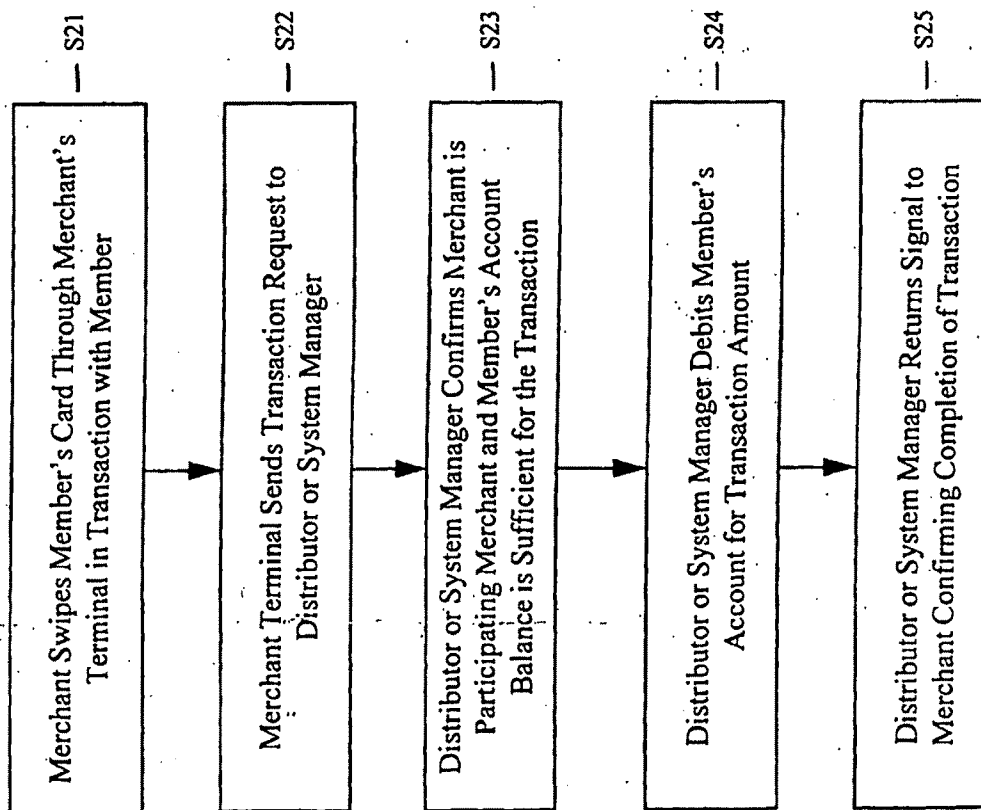 Merchant Swipes Member's Card Through Merchant's
Terminal in Transaction with Member
S21
Merchant Terminal Sends Transaction Request to
Distributor or System Manager
S22
Distributor or System Manager Confirms Merchant is
Participating Merchant and Member's Account
Balance is Sufficient for the Transaction
S23
Distributor or System Manager Debits Member's
Account for Transaction Amount
S24
Distributor or System Manager Returns Signal to
Merchant Confirming Completion of Transaction
S25